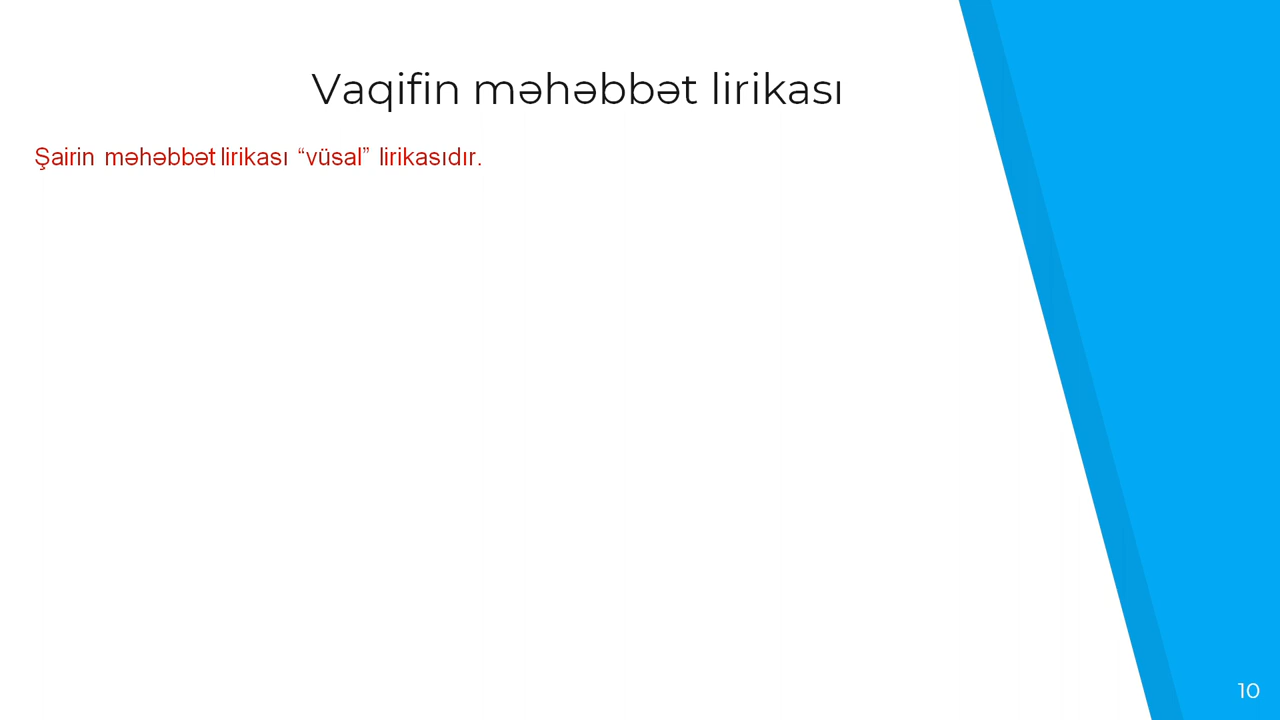 Vaqifin məhəbbət lirikası
Şairin məhəbbət lirikası “vüsal” lirikasıdır.
10